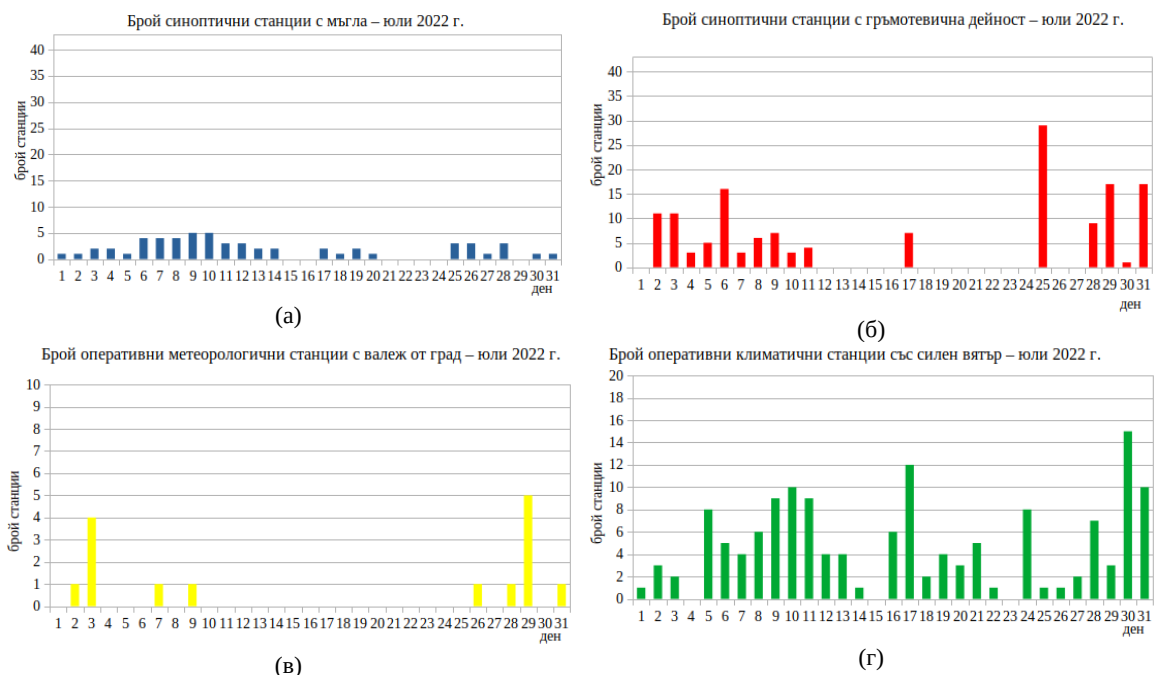 Брой синоптични станции с мъгла – юли 2022 г.
40
35
30
25
20
15
10
5
0
брой станции
1 2 3 4 5 6 7 8 9 10 11 12 13 14 15 16 17 18 19 20 21 22 23 24 25 26 27 28 29 30 31
ден
(а)
Брой синоптични станции с гръмотевична дейност – юли 2022 г.
40
35
30
25
20
15
10
5
0
брой станции
1 2 3 4 5 6 7 8 9 10 11 12 13 14 15 16 17 18 19 20 21 22 23 24 25 26 27 28 29 30 31
ден
(б)
Брой оперативни метеорологични станции с валеж от град – юли 2022 г.
10
9
8
7
6
5
4
3
2
1
0
брой станции
1 2 3 4 5 6 7 8 9 10 11 12 13 14 15 16 17 18 19 20 21 22 23 24 25 26 27 28 29 30 31
ден
(в)
Брой оперативни климатични станции със силен вятър – юли 2022 г.
20
18
16
14
12
10
8
6
4
2
0
брой станции
1 2 3 4 5 6 7 8 9 10 11 12 13 14 15 16 17 18 19 20 21 22 23 24 25 26 27 28 29 30 31
ден
(г)